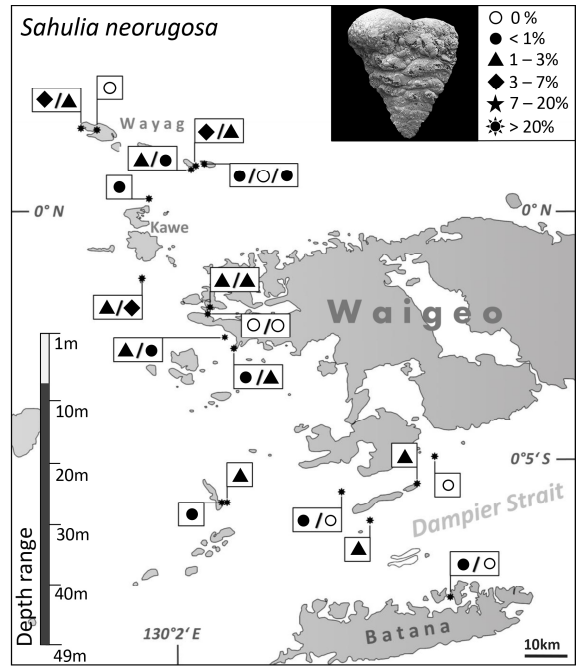 Sahulia neorugosa
0 %
< 1%
1 – 3%
3 – 7%
7 – 20%
> 20%
Wayag
0° N
0° N
Kawe
Waigeo
1m
10m
20m
30m
40m
49m
Depth range
0°5‘ S
Dampier Strait
130°2‘ E
Batana
10km